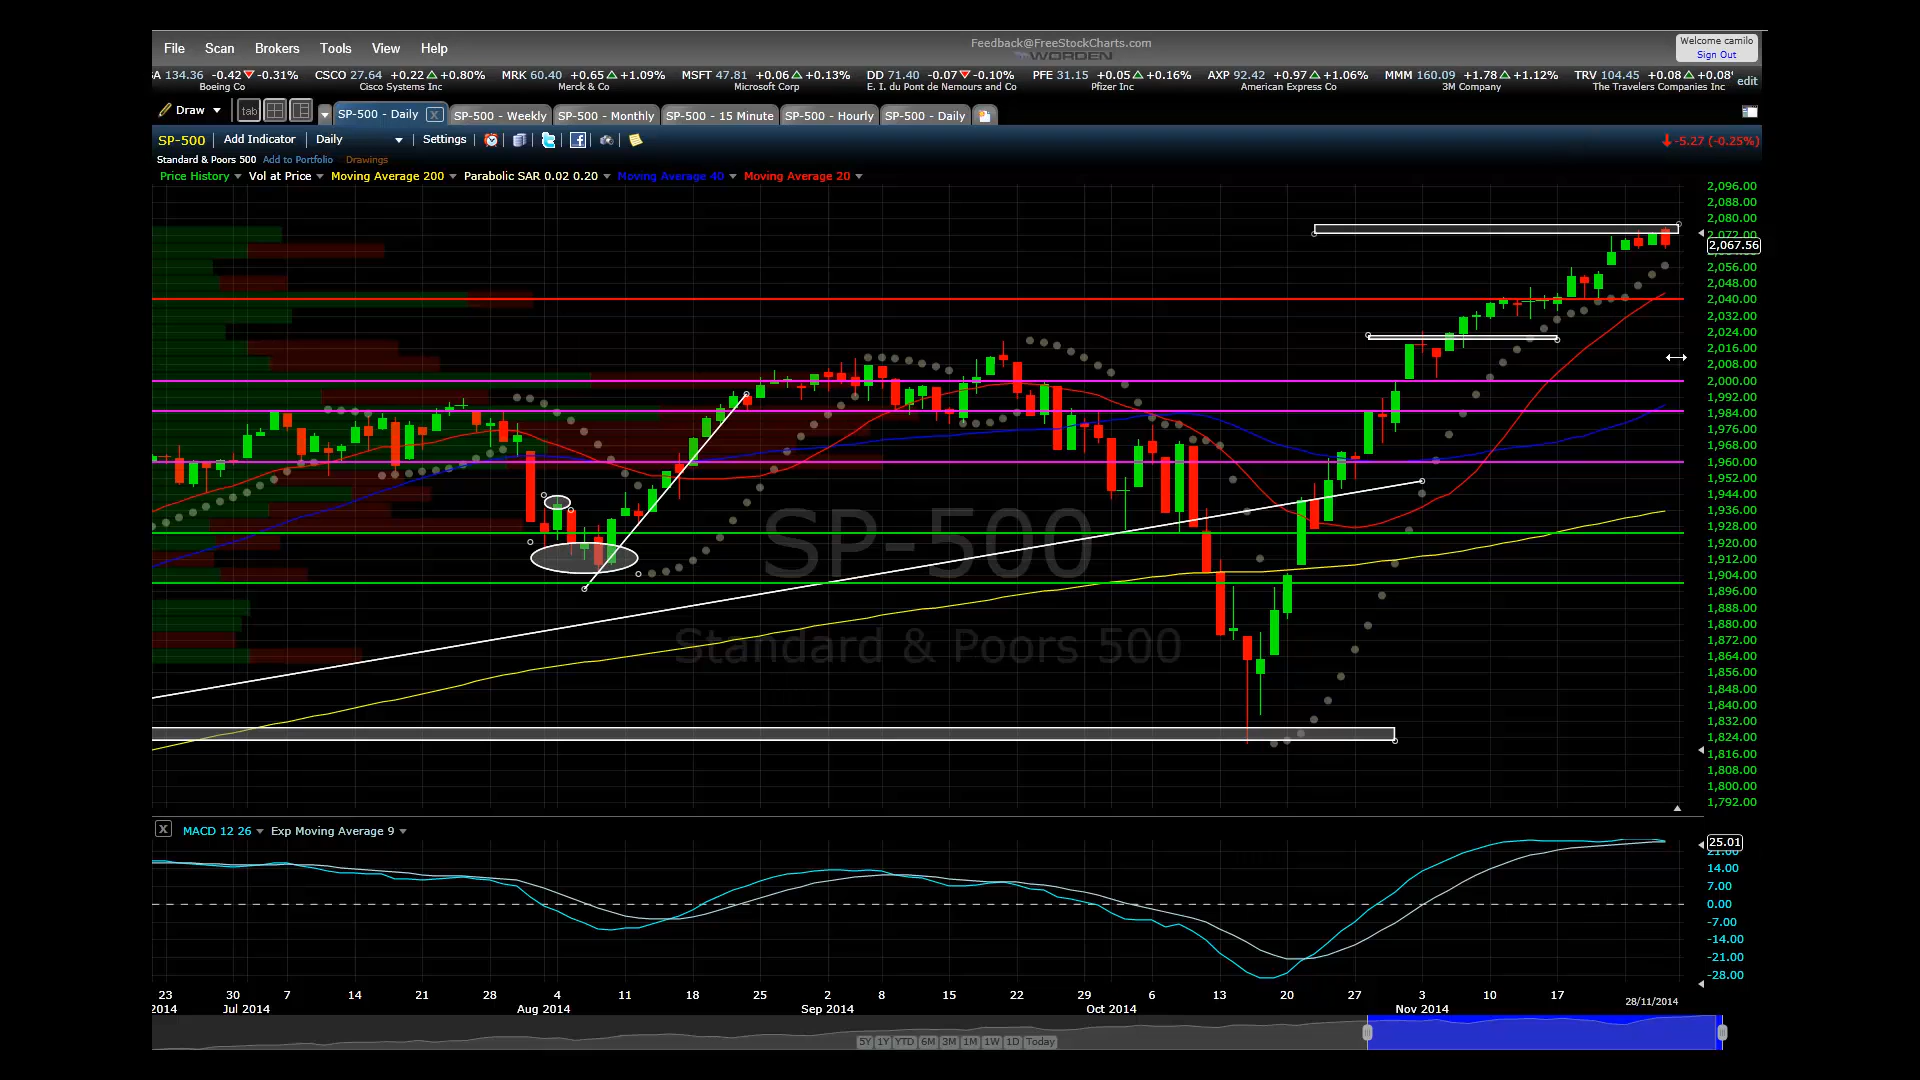 File Scan Brokers Tools View Help
Feedback@FreeStockCharts.com
WORDEN
Welcome camilo
Sign Out
BA 134.36 -0.42 -0.31% CSCO 27.64 +0.22 +0.80% MRK 60.40 +0.65 +1.09% MSFT 47.81 +0.06 +0.13% DD 71.40 -0.07 -0.10% PFE 31.15 +0.05 +0.16% AXP 92.42 +0.97 +1.06% MMM 160.09 +1.78 +1.12% TRV 104.45 +0.08 +0.08 edit
Boeing Co Cisco Systems Inc Merck & Co Microsoft Corp E. I. du Pont de Nemours and Co Pfizer Inc American Express Co 3M Company The Travelers Companies Inc
Draw tab SP-500 - Daily X SP-500 - Weekly SP-500 - Monthly SP-500 - 15 Minute SP-500 - Hourly SP-500 - Daily
SP-500 Add Indicator Daily Settings -5.27 (-0.25%)
Standard & Poors 500 Add to Portfolio Drawings
Price History Vol at Price Moving Average 200 Parabolic SAR 0.02 0.20 Moving Average 40 Moving Average 20
2,096.00
2,088.00
2,080.00
2,072.00
2,067.56
2,056.00
2,048.00
2,040.00
2,032.00
2,024.00
2,016.00
2,008.00
2,000.00
1,992.00
1,984.00
1,976.00
1,968.00
1,960.00
1,952.00
1,944.00
1,936.00
1,928.00
1,920.00
1,912.00
1,904.00
1,896.00
1,888.00
1,880.00
1,872.00
1,864.00
1,856.00
1,848.00
1,840.00
1,832.00
1,824.00
1,816.00
1,808.00
1,800.00
1,792.00
SP-500
Standard & Poors 500
X MACD 12 26 Exp Moving Average 9
25.01
21.00
14.00
7.00
0.00
-7.00
-14.00
-21.00
-28.00
23 30 7 14 21 28 4 11 18 25 2 8 15 22 29 6 13 20 27 3 10 17 28/11/2014
2014 Jul 2014 Aug 2014 Sep 2014 Oct 2014 Nov 2014
5Y 1Y YTD 6M 3M 1M 1W 1D Today